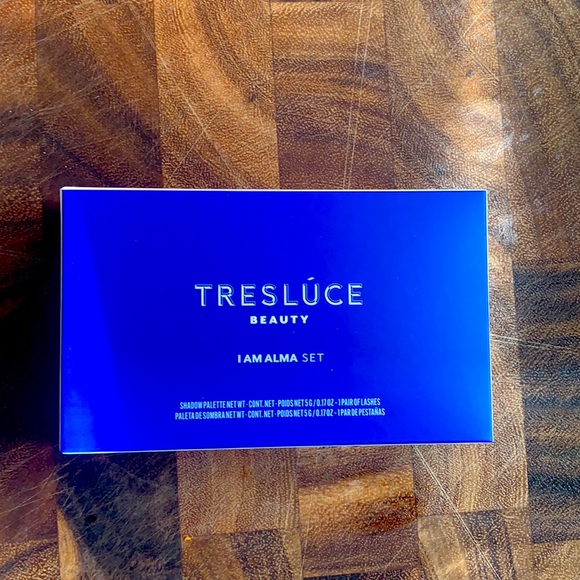 TRESLÚCE
BEAUTY
I AM ALMA SET
SHADOW PALETTE NET WT - CONT. NET - POIDS NET 5 G / 0.17 OZ - 1 PAIR OF LASHES
PALETA DE SOMBRA NET WT - CONT. NET - POIDS NET 5 G / 0.17 OZ - 1 PAR DE PESTAÑAS